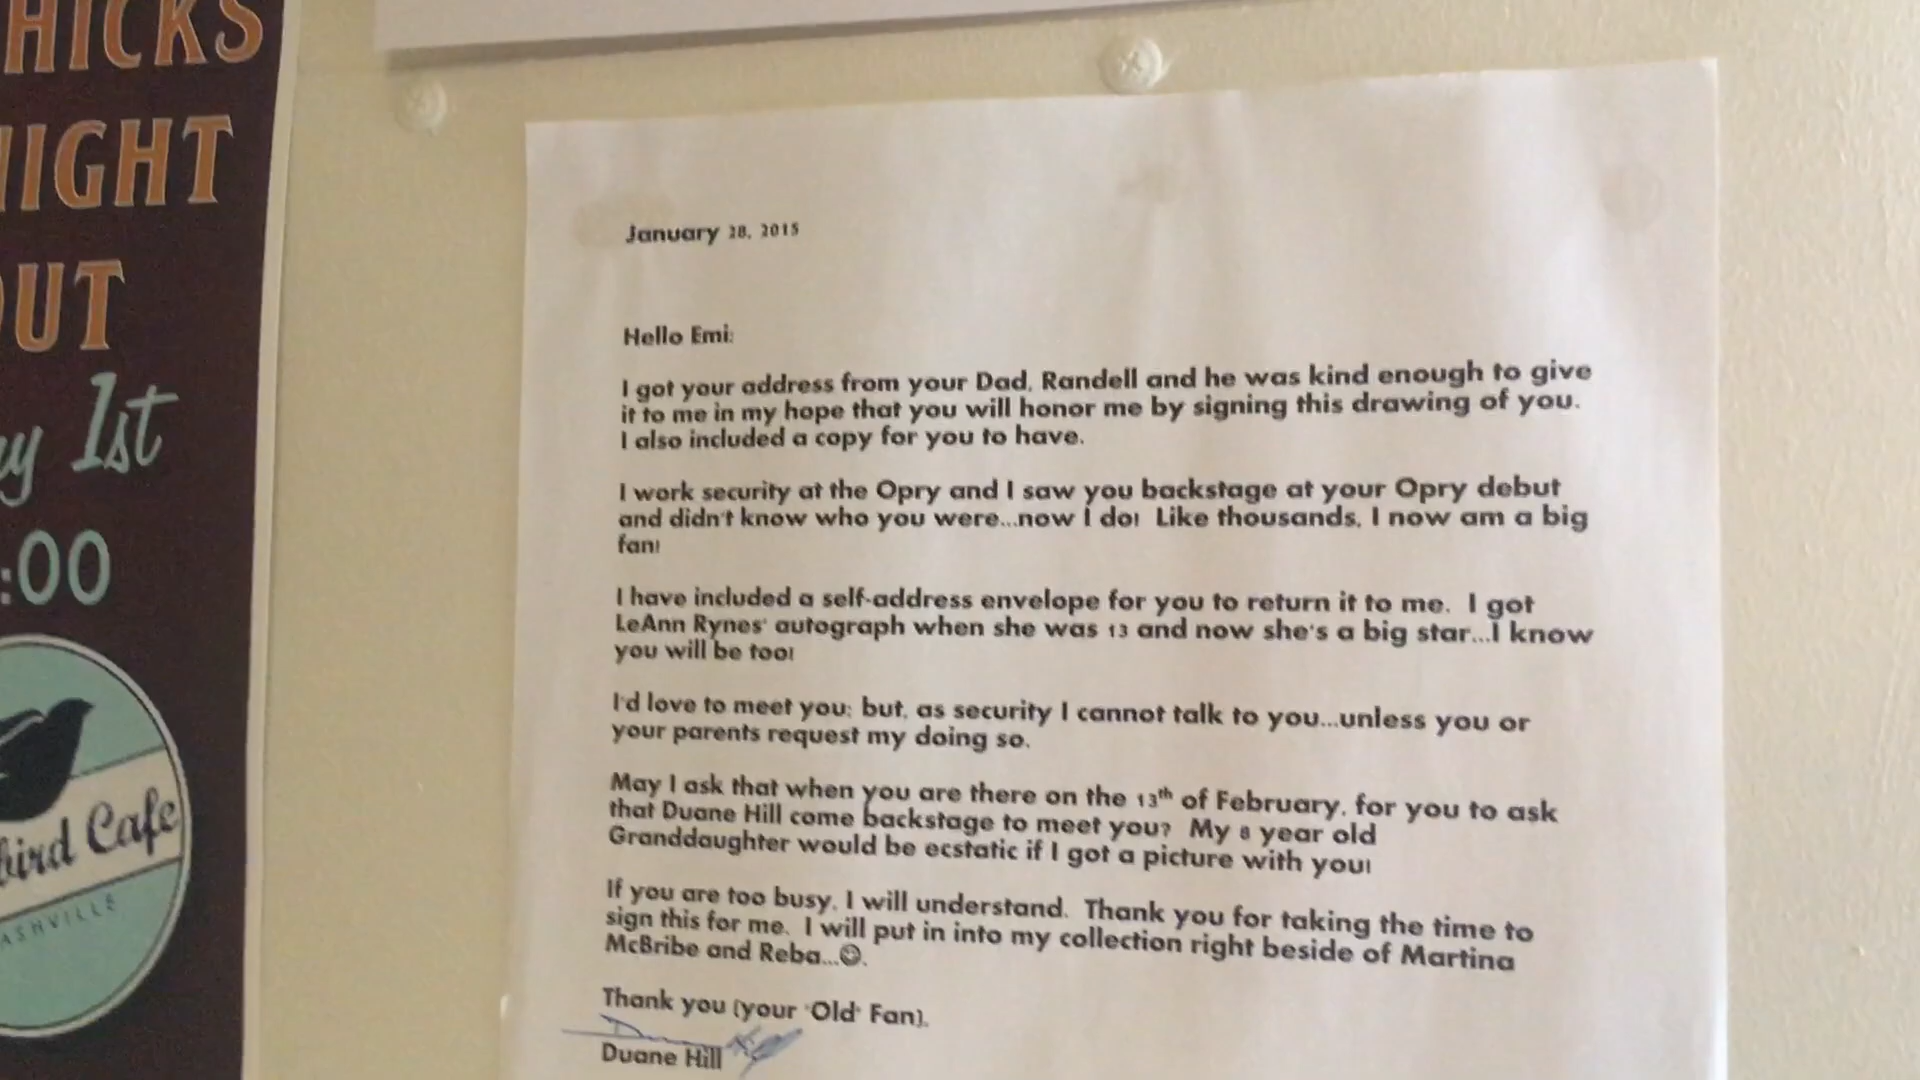 HICKS
NIGHT
OUT
1st
:00
bird Cafe
ASHVILLE
January 28, 2015
Hello Emi:
I got your address from your Dad, Randell and he was kind enough to give
it to me in my hope that you will honor me by signing this drawing of you.
I also included a copy for you to have.
I work security at the Opry and I saw you backstage at your Opry debut
and didn't know who you were...now I do! Like thousands, I now am a big
fan!
I have included a self-address envelope for you to return it to me. I got
LeAnn Rynes' autograph when she was 13 and now she's a big star...I know
you will be too!
I'd love to meet you; but, as security I cannot talk to you...unless you or
your parents request my doing so.
May I ask that when you are there on the 13th of February, for you to ask
that Duane Hill come backstage to meet you? My 8 year old
Granddaughter would be ecstatic if I got a picture with you!
If you are too busy, I will understand. Thank you for taking the time to
sign this for me. I will put in into my collection right beside of Martina
McBribe and Reba...☺.
Thank you (your "Old" Fan),
Duane Hill